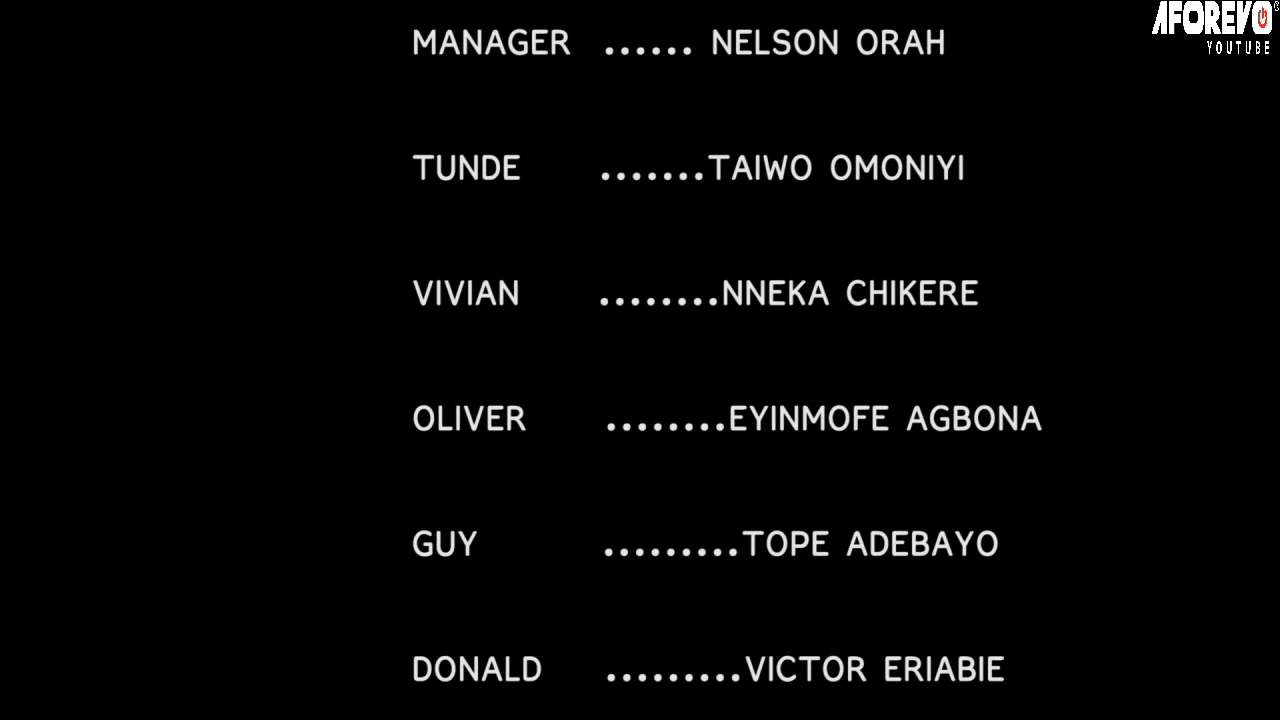 AFOREVO
YOUTUBE
MANAGER ...... NELSON ORAH
TUNDE .......TAIWO OMONIYI
VIVIAN ........NNEKA CHIKERE
OLIVER ........EYINMOFE AGBONA
GUY .........TOPE ADEBAYO
DONALD .........VICTOR ERIABIE